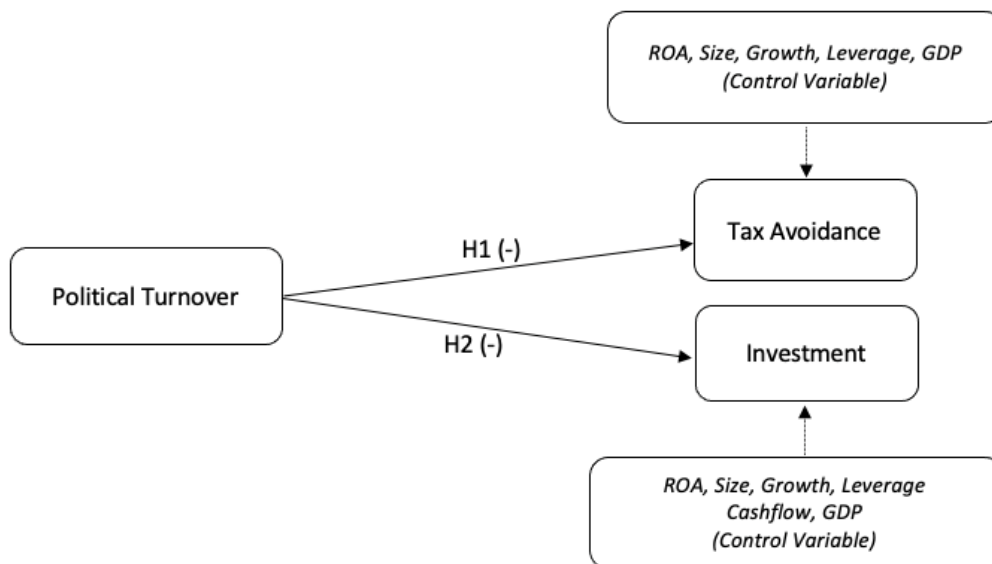 ROA, Size, Growth, Leverage, GDP
(Control Variable)
Tax Avoidance
H1 (-)
Political Turnover
H2 (-)
Investment
ROA, Size, Growth, Leverage
Cashflow, GDP
(Control Variable)